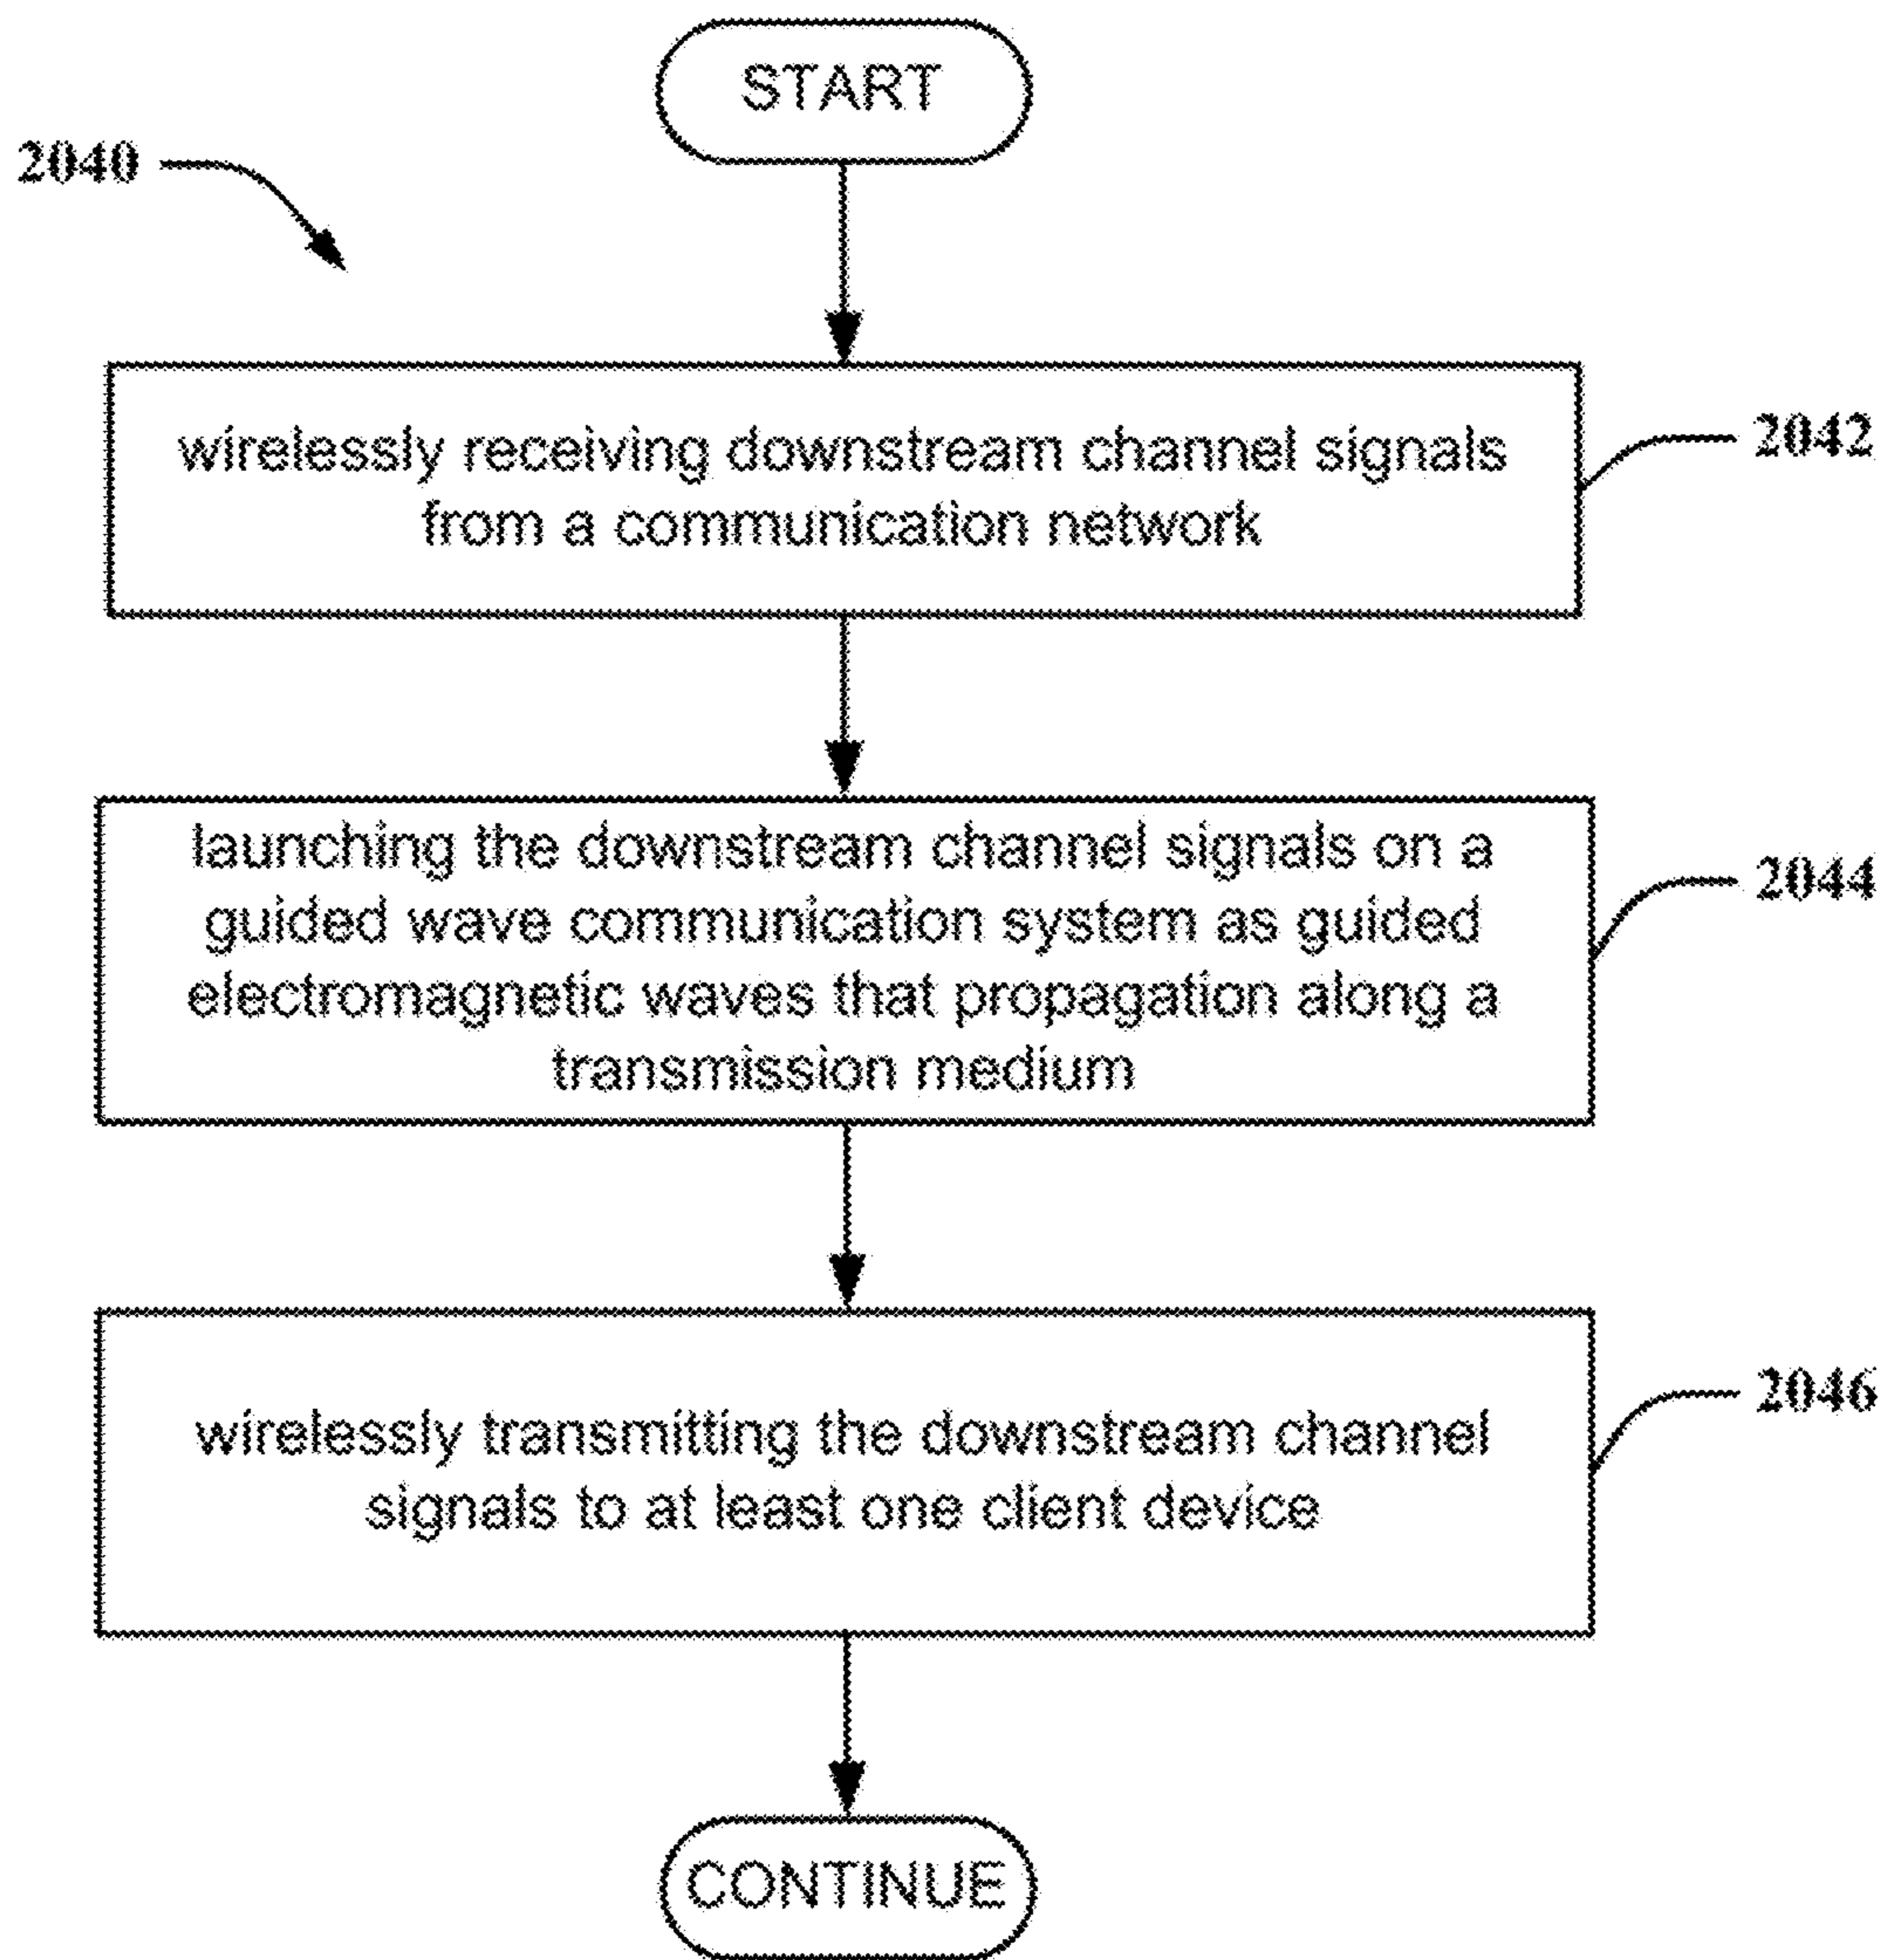 START
2040
wirelessly receiving downstream channel signals
from a communication network
2042
launching the downstream channel signals on a
guided wave communication system as guided
electromagnetic waves that propagation along a
transmission medium
2044
wirelessly transmitting the downstream channel
signals to at least one client device
2046
CONTINUE